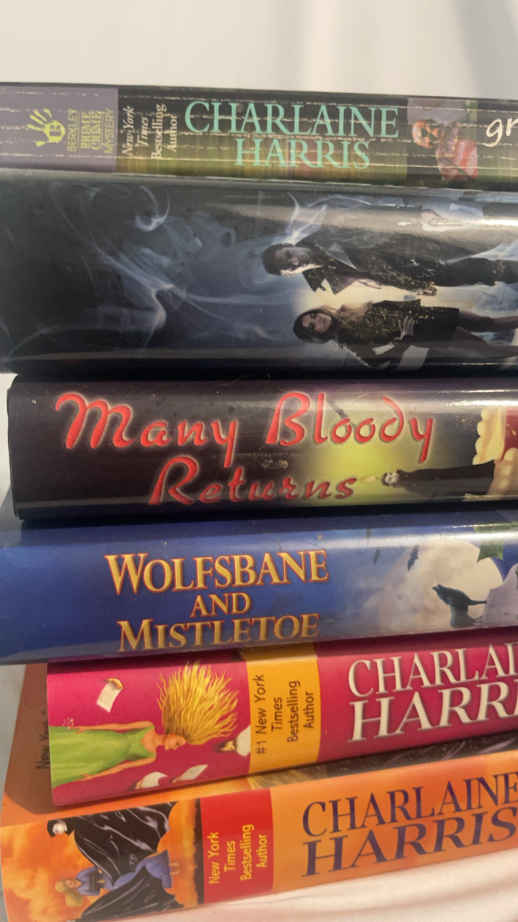 BERKLEY
PRIME
CRIME
MYSTERY
New York
Times
Bestselling
Author
CHARLAINE
HARRIS
gr
Many Bloody
Returns
WOLFSBANE
AND
MISTLETOE
#1 New York
Times
Bestselling
Author
CHARLAI
HARRI
New York
Times
Bestselling
Author
CHARLAINE
HARRIS